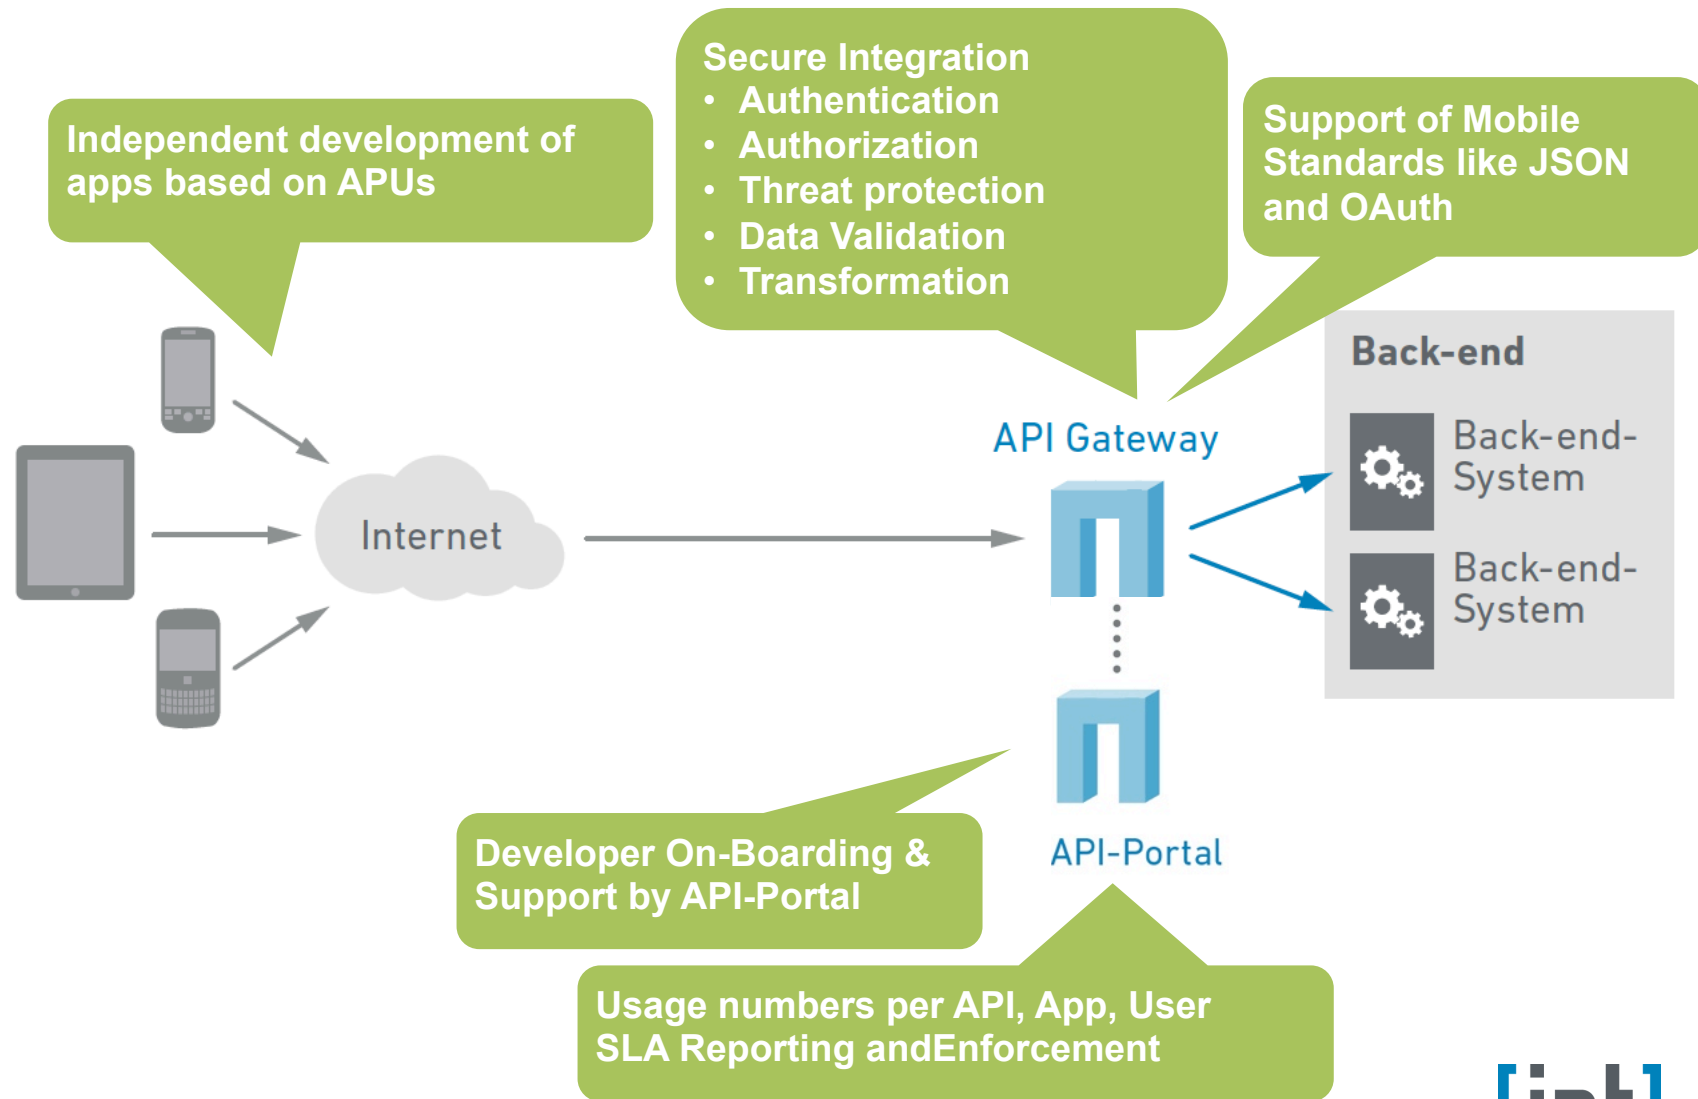 Secure Integration
• Authentication
• Authorization
• Threat protection
• Data Validation
• Transformation
Independent development of
apps based on APUs
Support of Mobile
Standards like JSON
and OAuth
Back-end
API Gateway
Back-end-
System
Internet
Back-end-
System
API-Portal
Developer On-Boarding &
Support by API-Portal
Usage numbers per API, App, User
SLA Reporting andEnforcement